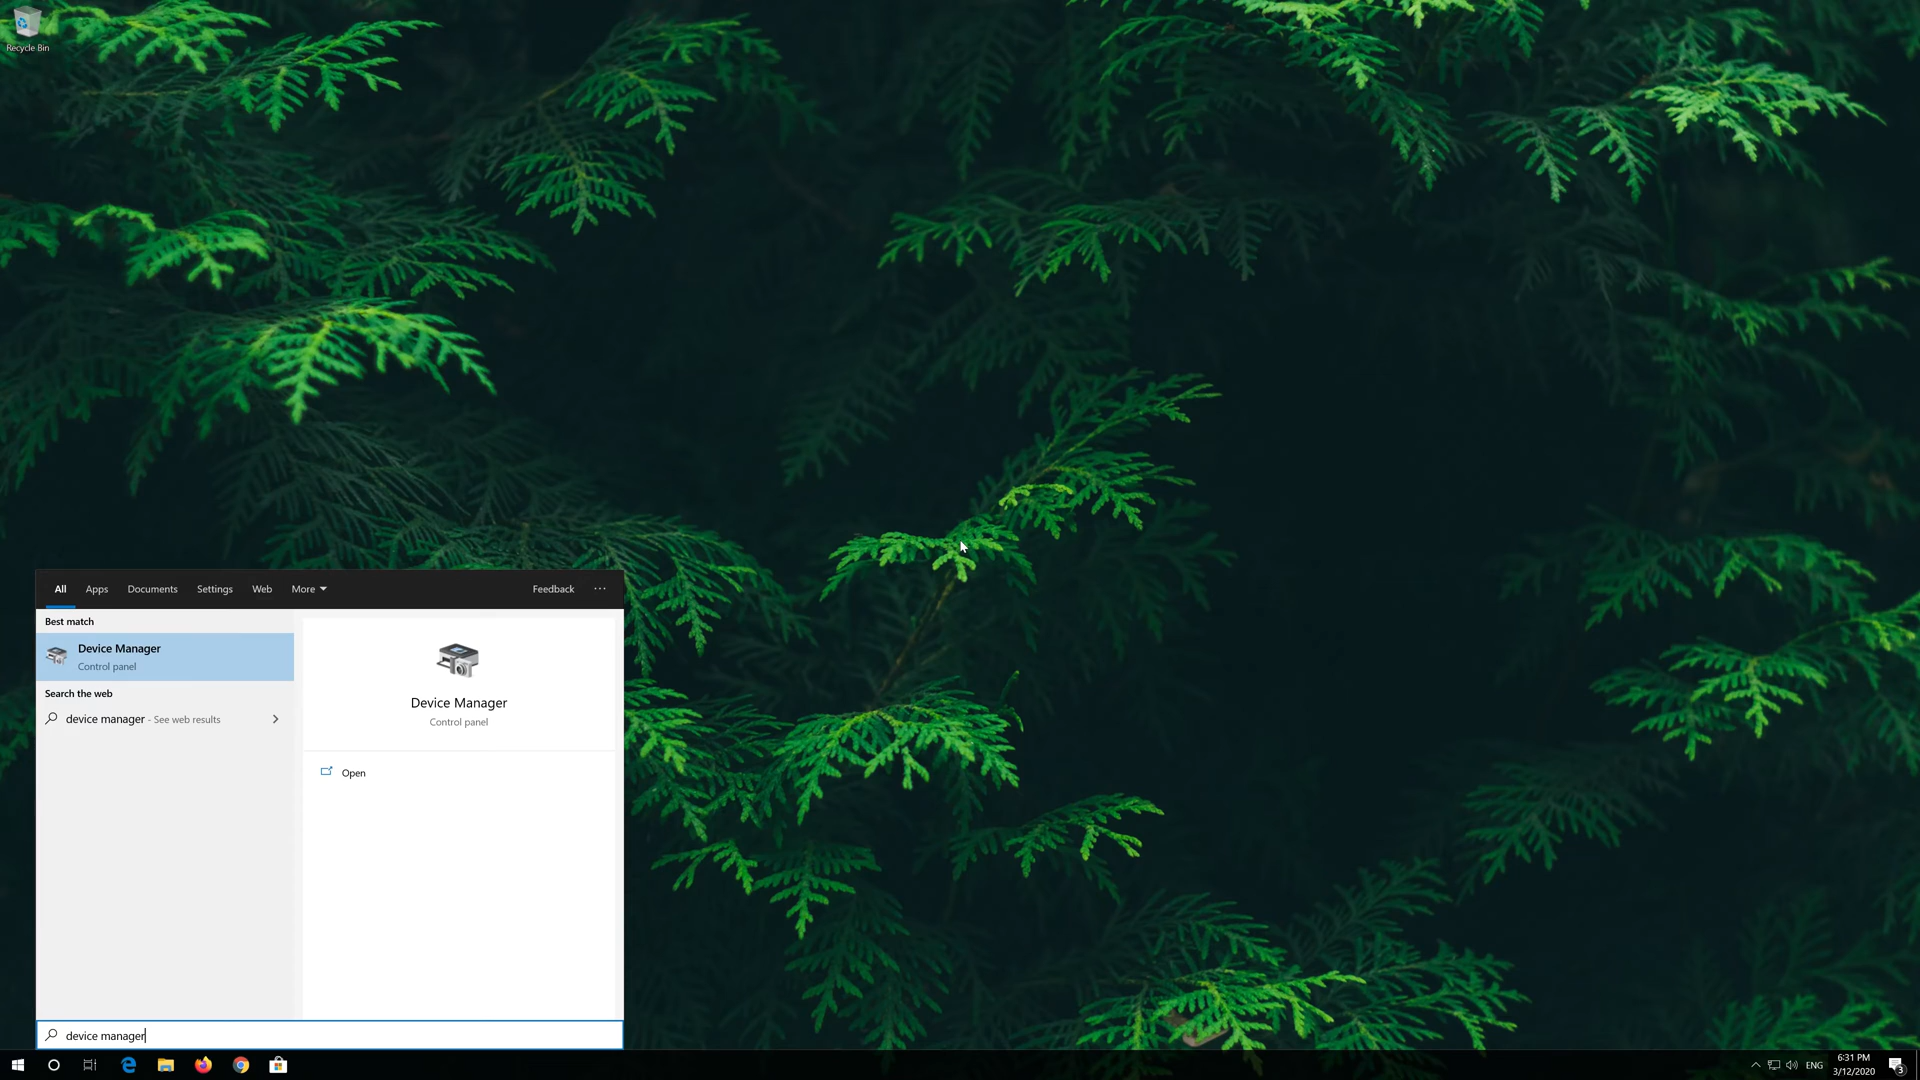 Recycle Bin
All Apps Documents Settings Web More Feedback ...
Best match
Device Manager
Control panel
Search the web
device manager - See web results
Device Manager
Control panel
Open
device manager
ENG
6:31 PM
3/12/2020
3